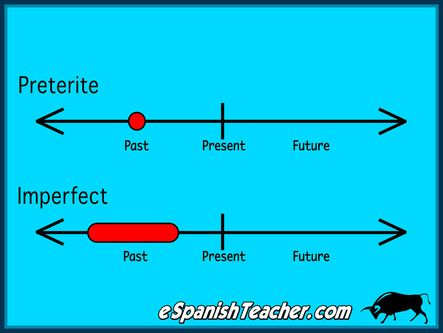 Preterite
Past Present Future
Imperfect
Past Present Future
eSpanishTeacher.com